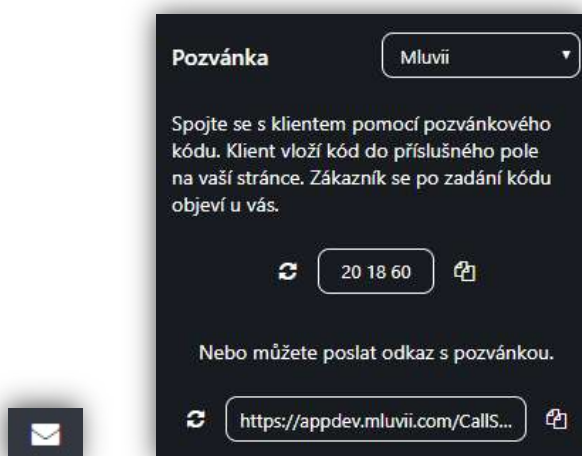 Pozvánka
Mluvii
Spojte se s klientem pomocí pozvánkového
kódu. Klient vloží kód do příslušného pole
na vaší stránce. Zákazník se po zadání kódu
objeví u vás.
20 18 60
Nebo můžete poslat odkaz s pozvánkou.
https://appdev.mluvii.com/CallS...